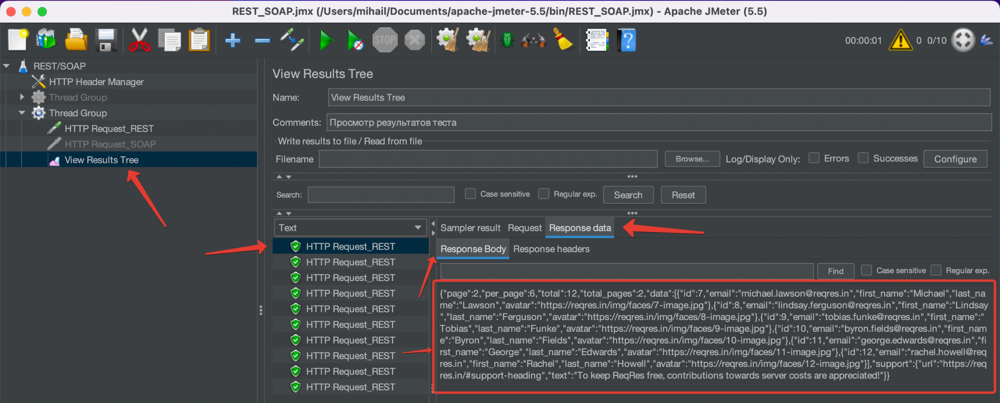 REST_SOAP.jmx (/Users/mihail/Documents/apache-jmeter-5.5/bin/REST_SOAP.jmx) - Apache JMeter (5.5)
STOP
00:00:01
0 0/10
REST/SOAP
HTTP Header Manager
Thread Group
Thread Group
HTTP Request_REST
HTTP Request_SOAP
View Results Tree
View Results Tree
Name: View Results Tree
Comments: Просмотр результатов теста
Write results to file / Read from file
Filename Browse... Log/Display Only: Errors Successes Configure
Search: Case sensitive Regular exp. Search Reset
Text
HTTP Request_REST
HTTP Request_REST
HTTP Request_REST
HTTP Request_REST
HTTP Request_REST
HTTP Request_REST
HTTP Request_REST
HTTP Request_REST
HTTP Request_REST
HTTP Request_REST
Sampler result Request Response data
Response Body Response headers
Find Case sensitive Regular exp.
{"page":2,"per_page":6,"total":12,"total_pages":2,"data":[{"id":7,"email":"michael.lawson@reqres.in","first_name":"Michael","last_na
me":"Lawson","avatar":"https://reqres.in/img/faces/7-image.jpg"},{"id":8,"email":"lindsay.ferguson@reqres.in","first_name":"Lindsay
","last_name":"Ferguson","avatar":"https://reqres.in/img/faces/8-image.jpg"},{"id":9,"email":"tobias.funke@reqres.in","first_name":"
Tobias","last_name":"Funke","avatar":"https://reqres.in/img/faces/9-image.jpg"},{"id":10,"email":"byron.fields@reqres.in","first_nam
e":"Byron","last_name":"Fields","avatar":"https://reqres.in/img/faces/10-image.jpg"},{"id":11,"email":"george.edwards@reqres.in","fi
rst_name":"George","last_name":"Edwards","avatar":"https://reqres.in/img/faces/11-image.jpg"},{"id":12,"email":"rachel.howell@req
res.in","first_name":"Rachel","last_name":"Howell","avatar":"https://reqres.in/img/faces/12-image.jpg"}],"support":{"url":"https://req
res.in/#support-heading","text":"To keep ReqRes free, contributions towards server costs are appreciated!"}}